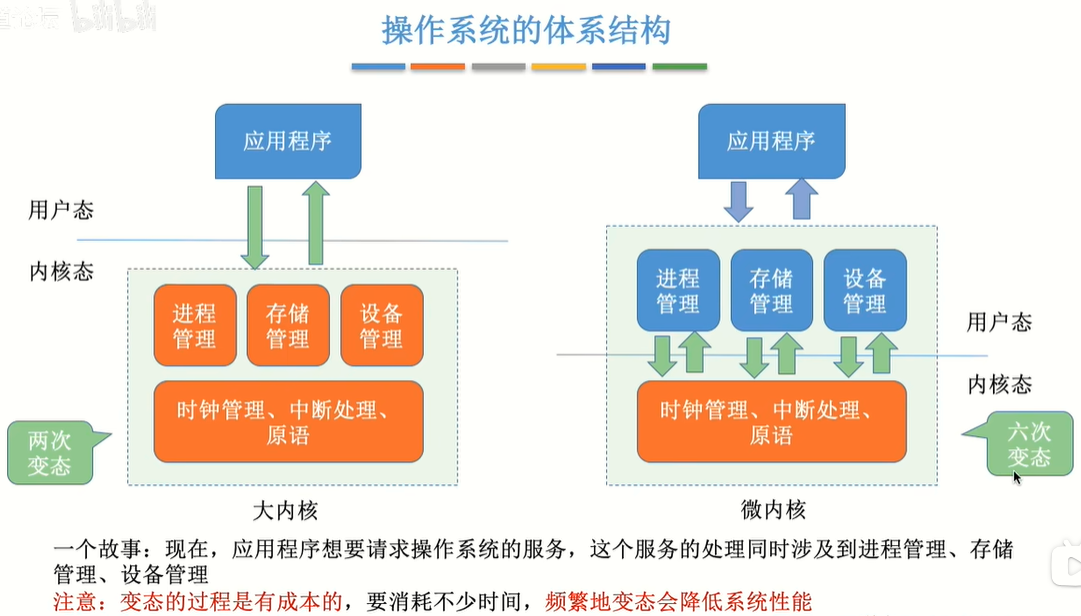 操作系统的体系结构
应用程序
应用程序
用户态
内核态
进程
管理
存储
管理
设备
管理
时钟管理、中断处理、
原语
两次
变态
大内核
进程
管理
存储
管理
设备
管理
用户态
内核态
时钟管理、中断处理、
原语
六次
变态
微内核
一个故事：现在，应用程序想要请求操作系统的服务，这个服务的处理同时涉及到进程管理、存储
管理、设备管理
注意：变态的过程是有成本的，要消耗不少时间，频繁地变态会降低系统性能